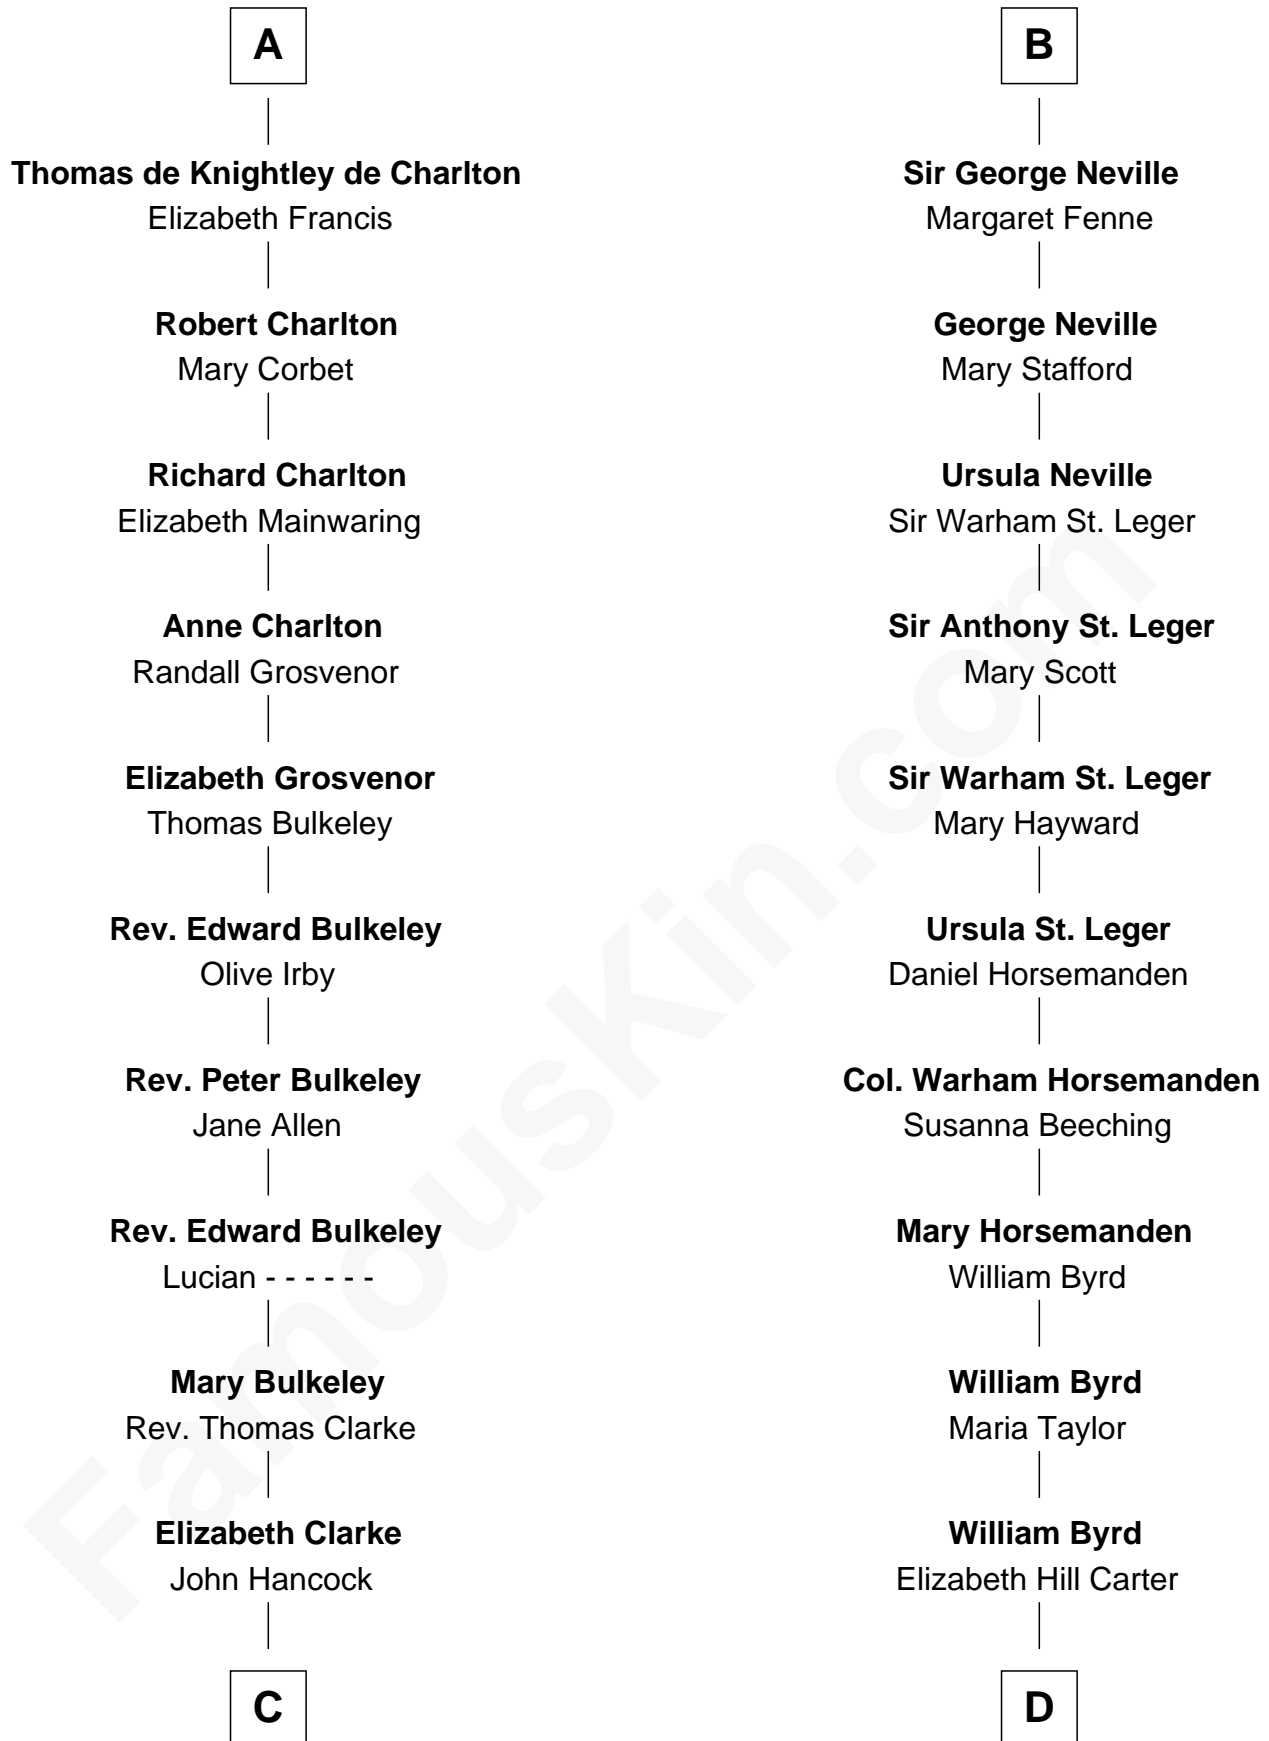 A
Thomas de Knightley de Charlton
Elizabeth Francis
Robert Charlton
Mary Corbet
Richard Charlton
Elizabeth Mainwaring
Anne Charlton
Randall Grosvenor
Elizabeth Grosvenor
Thomas Bulkeley
Rev. Edward Bulkeley
Olive Irby
Rev. Peter Bulkeley
Jane Allen
Rev. Edward Bulkeley
Lucian - - - - - -
Mary Bulkeley
Rev. Thomas Clarke
Elizabeth Clarke
John Hancock
C
B
Sir George Neville
Margaret Fenne
George Neville
Mary Stafford
Ursula Neville
Sir Warham St. Leger
Sir Anthony St. Leger
Mary Scott
Sir Warham St. Leger
Mary Hayward
Ursula St. Leger
Daniel Horsemanden
Col. Warham Horsemanden
Susanna Beeching
Mary Horsemanden
William Byrd
William Byrd
Maria Taylor
William Byrd
Elizabeth Hill Carter
D
FamousKin.com